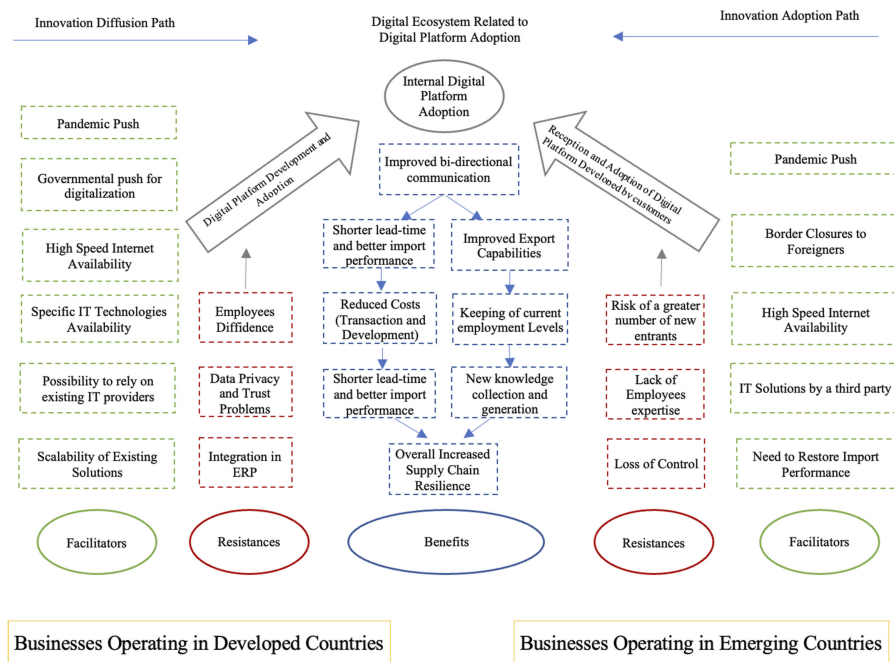 Innovation Diffusion Path
Digital Ecosystem Related to
Digital Platform Adoption
Innovation Adoption Path
Internal Digital
Platform
Adoption
Pandemic Push
Governmental push for
digitalization
High Speed Internet
Availability
Specific IT Technologies
Availability
Possibility to rely on
existing IT providers
Scalability of Existing
Solutions
Facilitators
Digital Platform Development and
Adoption
Employees
Diffidence
Data Privacy
and Trust
Problems
Integration in
ERP
Resistances
Improved bi-directional
communication
Shorter lead-time
and better import
performance
Improved Export
Capabilities
Reduced Costs
(Transaction and
Development)
Keeping of current
employment Levels
Shorter lead-time
and better import
performance
New knowledge
collection and
generation
Overall Increased
Supply Chain
Resilience
Benefits
Reception and Adoption of Digital
Platform Developed by customers
Risk of a greater
number of new
entrants
Lack of
Employees
expertise
Loss of Control
Resistances
Pandemic Push
Border Closures to
Foreigners
High Speed Internet
Availability
IT Solutions by a third party
Need to Restore Import
Performance
Facilitators
Businesses Operating in Developed Countries
Businesses Operating in Emerging Countries